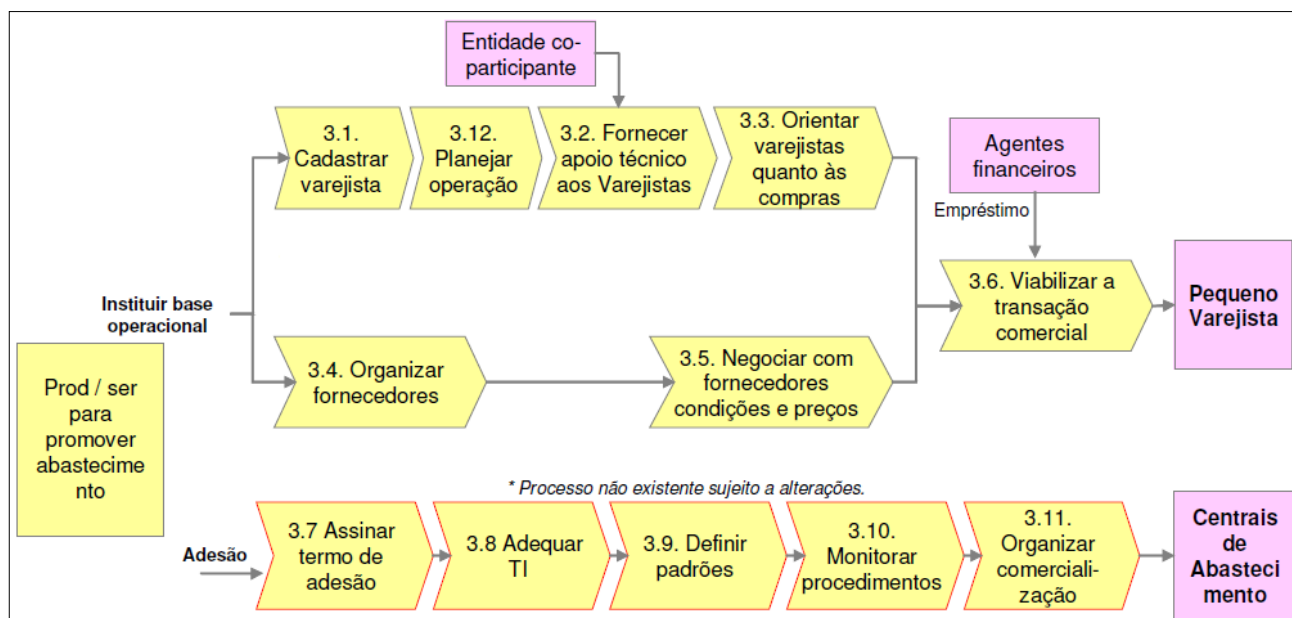 Entidade co-
participante
3.1.
Cadastrar
varejista
3.12.
Planejar
operação
3.2. Fornecer
apoio técnico
aos Varejistas
3.3. Orientar
varejistas
quanto às
compras
Agentes
financeiros
Empréstimo
Instituir base
operacional
3.6. Viabilizar a
transação
comercial
Pequeno
Varejista
3.4. Organizar
fornecedores
3.5. Negociar com
fornecedores
condições e preços
Prod / ser
para
promover
abastecime
nto
* Processo não existente sujeito a alterações.
Adesão
3.7 Assinar
termo de
adesão
3.8 Adequar
TI
3.9. Definir
padrões
3.10.
Monitorar
procedimentos
3.11.
Organizar
comerciali-
zação
Centrais
de
Abasteci
mento